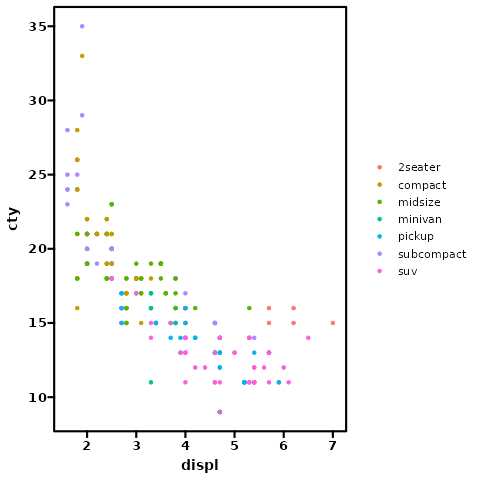 35
30
25
20
15
10
cty
2 3 4 5 6 7
displ
2seater
compact
midsize
minivan
pickup
subcompact
suv